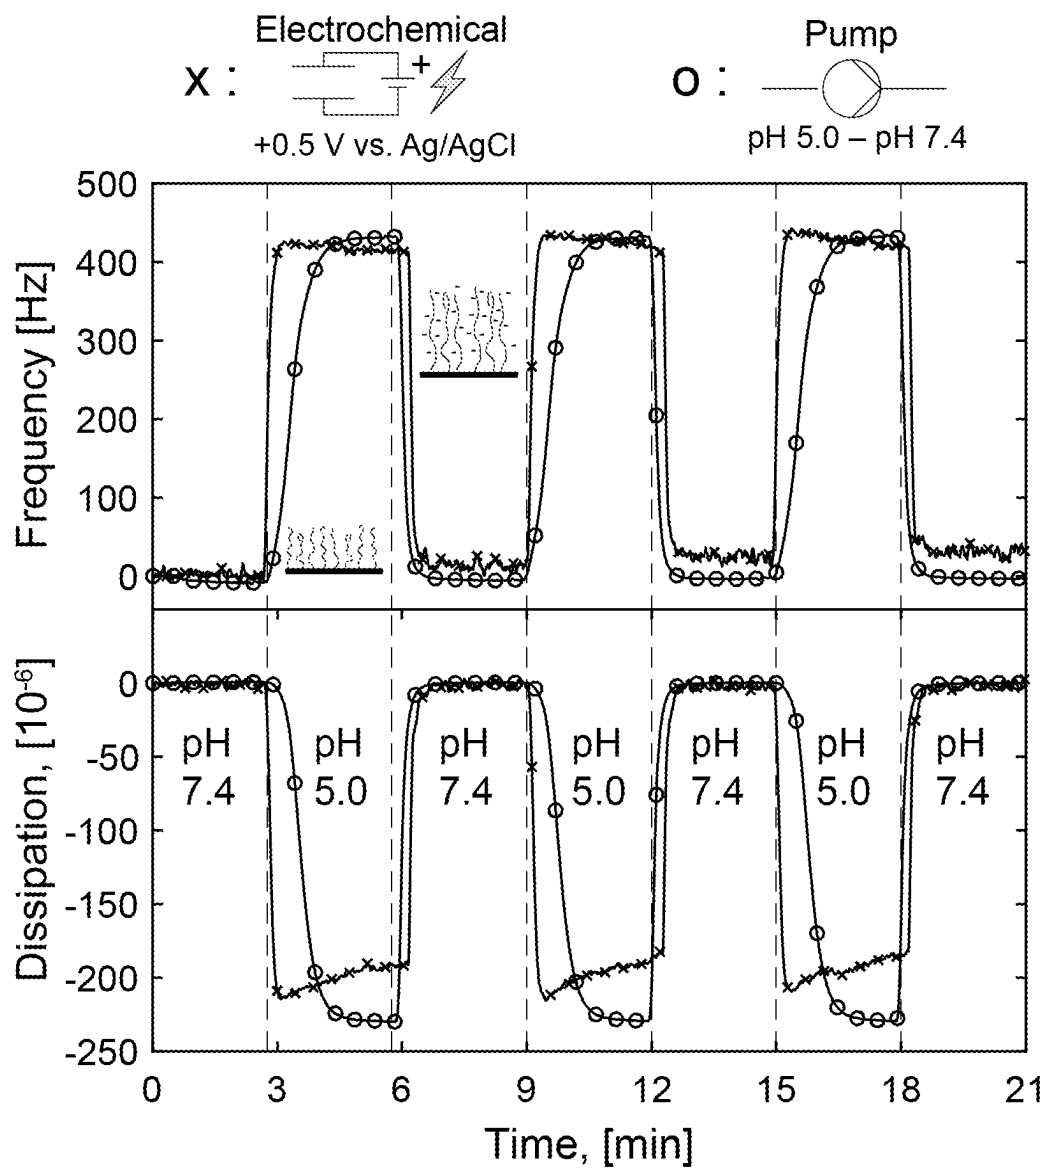 Electrochemical
x :
+
+0.5 V vs. Ag/AgCl
Pump
o :
pH 5.0 – pH 7.4
Frequency [Hz]
500
400
300
200
100
0
Dissipation, [10⁻⁶]
0
-50
-100
-150
-200
-250
pH
7.4
pH
5.0
pH
7.4
pH
5.0
pH
7.4
pH
5.0
pH
7.4
0 3 6 9 12 15 18 21
Time, [min]